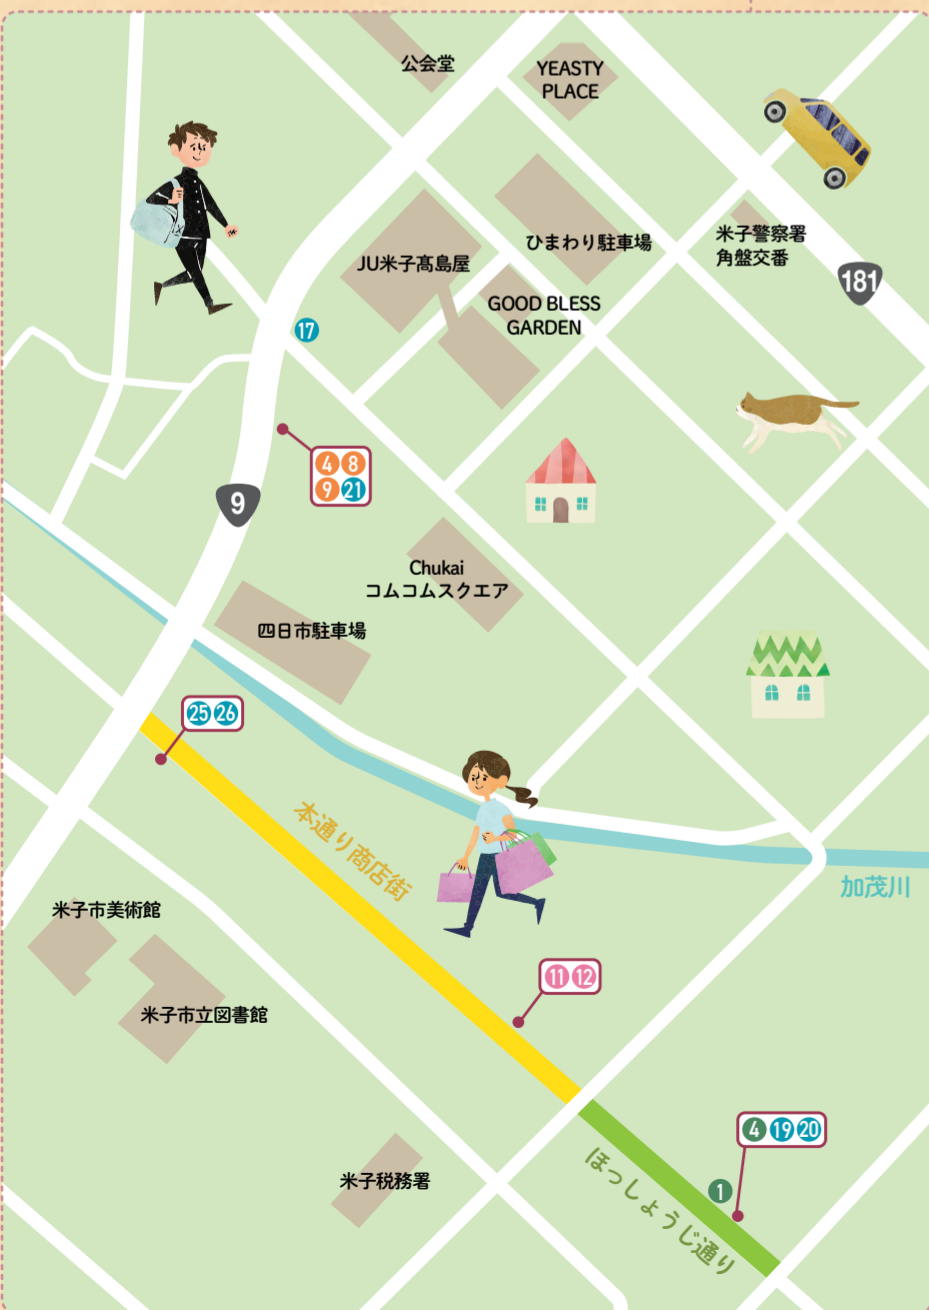 公会堂
YEASTY
PLACE
ひまわり駐車場
米子警察署
角盤交番
JU米子髙島屋
181
GOOD BLESS
GARDEN
17
4 8
9 21
9
Chukai
コムコムスクエア
四日市駐車場
25 26
本通り商店街
加茂川
米子市美術館
11 12
米子市立図書館
4 19 20
ほっしょうじ通り
1
米子税務署